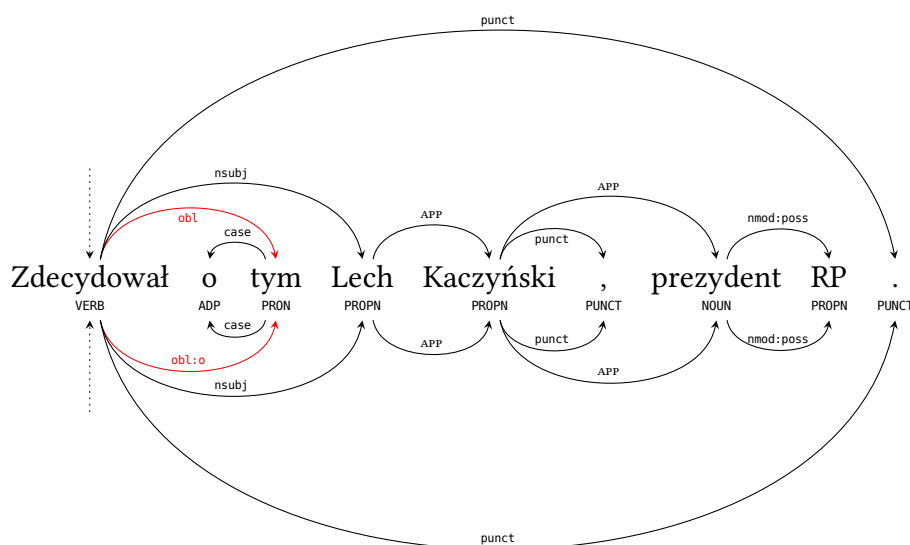 punct
nsubj
APP
APP
obl
nmod:poss
case
punct
Zdecydował o tym Lech Kaczyński , prezydent RP .
VERB ADP PRON PROPN PROPN PUNCT NOUN PROPN PUNCT
case
punct
nmod:poss
APP
obl:o
APP
nsubj
punct